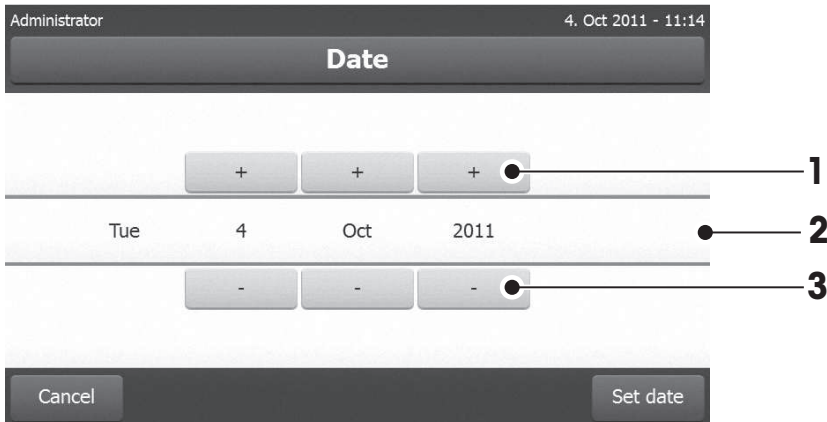 Administrator 4. Oct 2011 - 11:14
Date
+ + + 1
Tue 4 Oct 2011 2
- - - 3
Cancel Set date